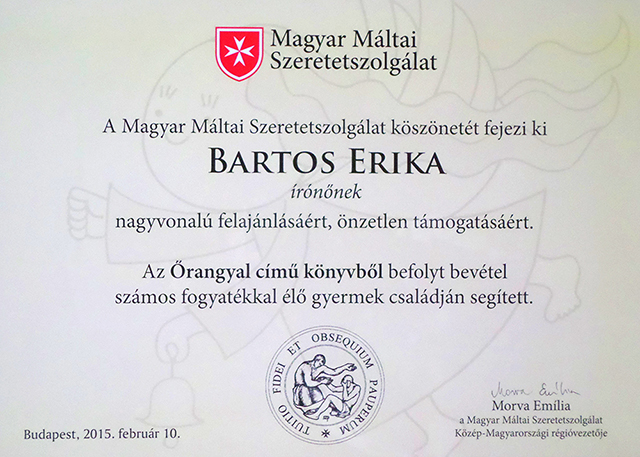 Magyar Máltai
Szeretetszolgálat
A Magyar Máltai Szeretetszolgálat köszönetét fejezi ki
BARTOS ERIKA
írónőnek
nagyvonalú felajánlásáért, önzetlen támogatásáért.
Az Őrangyal című könyvből befolyt bevétel
számos fogyatékkal élő gyermek családján segített.
TUITIO FIDEI ET OBSEQUIUM PAUPERUM
Morva Emília
Morva Emília
a Magyar Máltai Szeretetszolgálat
Közép-Magyarországi régióvezetője
Budapest, 2015. február 10.